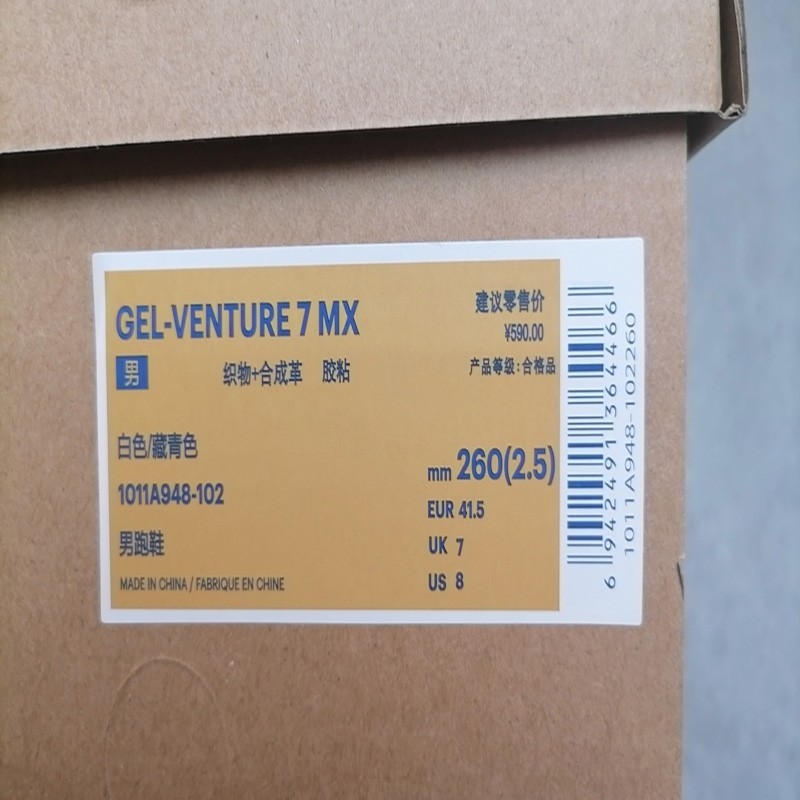 GEL-VENTURE 7 MX
建议零售价
¥590.00
男
织物+合成革 胶粘
产品等级:合格品
白色/藏青色
mm 260(2.5)
1011A948-102
EUR 41.5
男跑鞋
UK 7
MADE IN CHINA / FABRIQUE EN CHINE
US 8
6 942491 364466
1011A948-102260